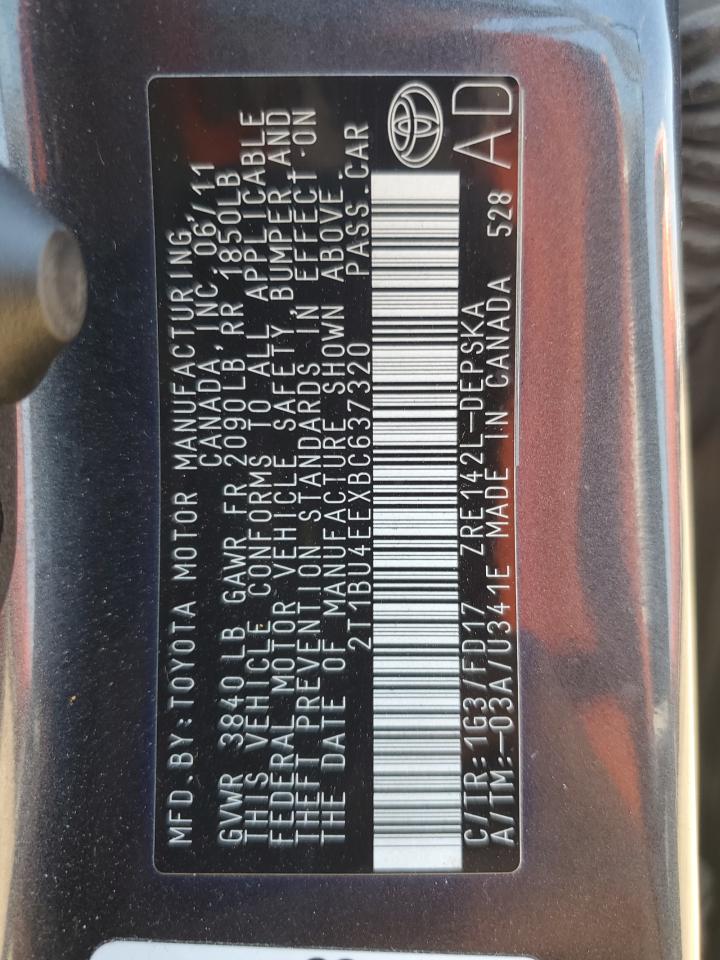 MFD.BY:TOYOTA MOTOR MANUFACTURING,
CANADA,INC. 06/11
GVWR 3840LB GAWR FR 2090LB RR 1850LB
THIS VEHICLE CONFORMS TO ALL APPLICABLE
FEDERAL MOTOR VEHICLE SAFETY, BUMPER, AND
THEFT PREVENTION STANDARDS IN EFFECT ON
THE DATE OF MANUFACTURE SHOWN ABOVE.
2T1BU4EEXBC637320 PASS.CAR
C/TR:1G3/FD17 ZRE142L-DEPSKA
A/TM:-03A/U341E MADE IN CANADA 528
AD